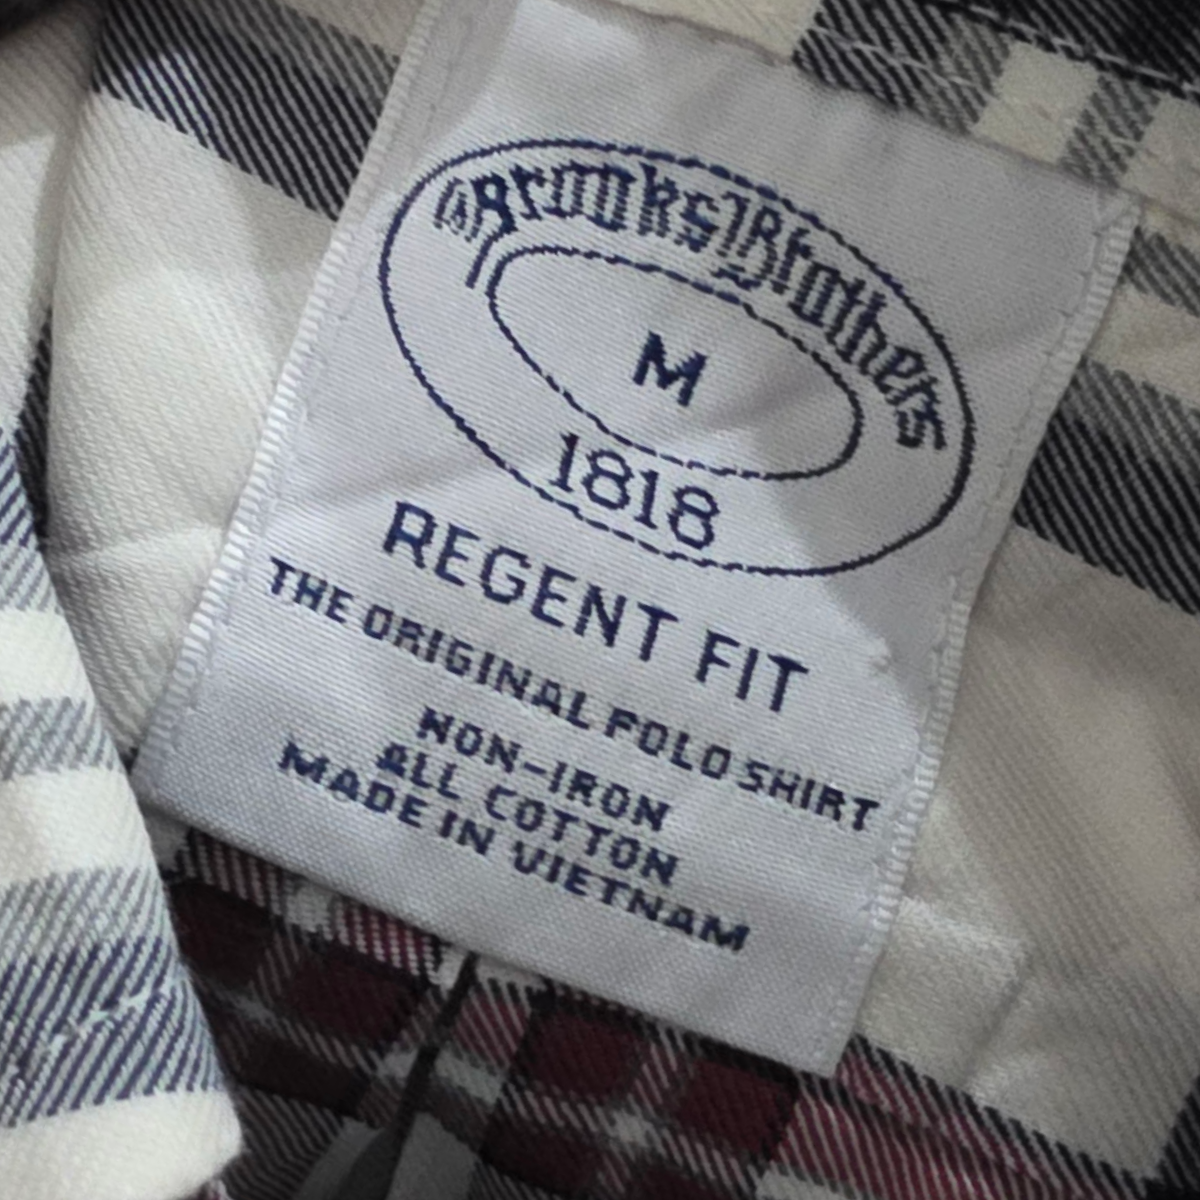 Brooks Brothers
M
1818
REGENT FIT
THE ORIGINAL POLO SHIRT
NON-IRON
ALL COTTON
MADE IN VIETNAM